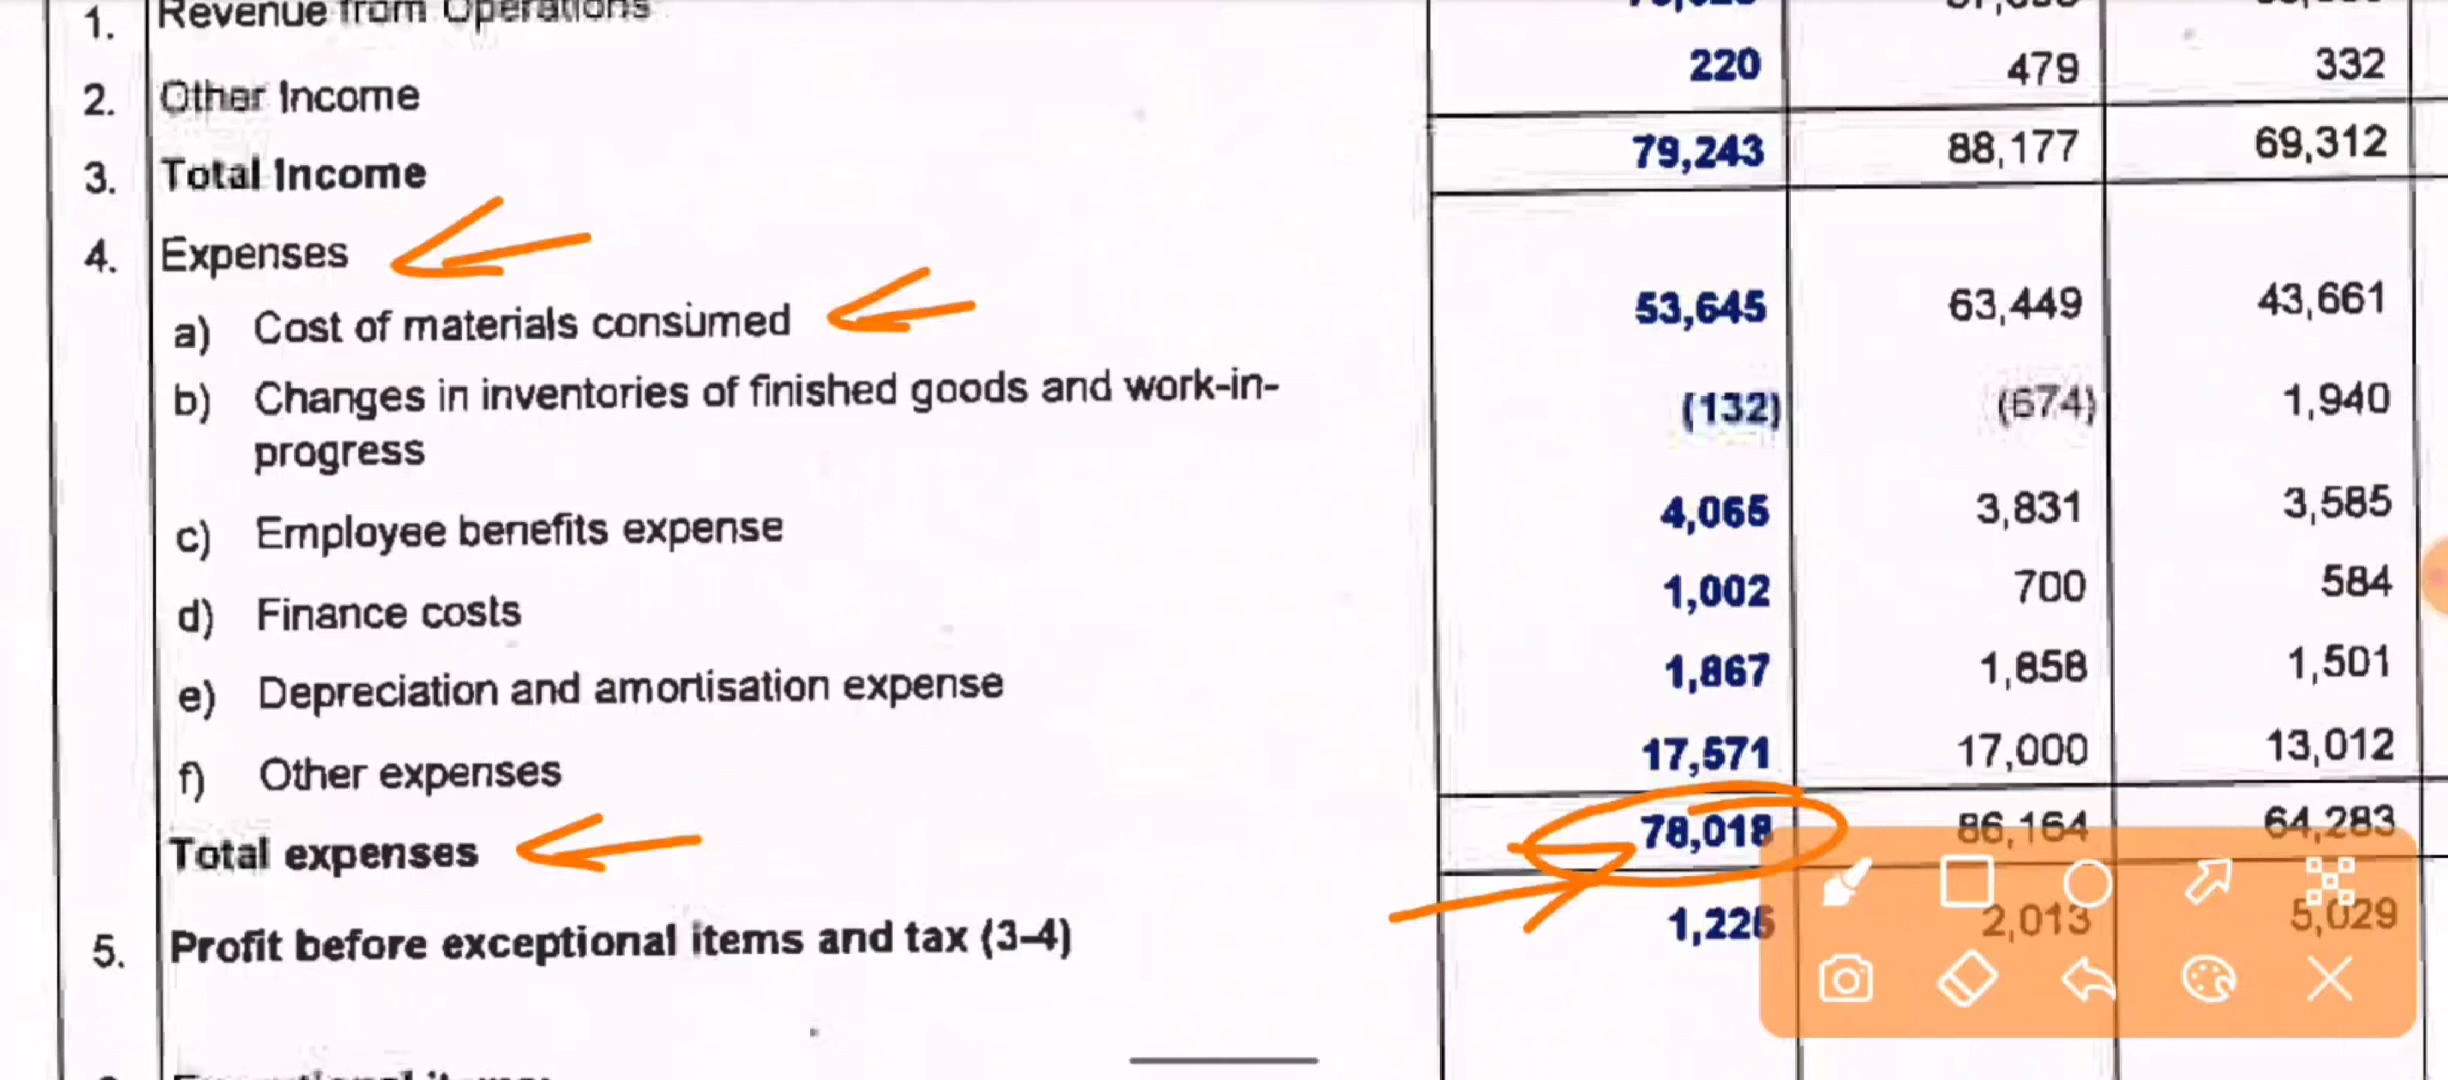 1. Revenue from Operations
2. Other Income 220 479 332
3. Total Income 79,243 88,177 69,312
4. Expenses
a) Cost of materials consumed 53,645 63,449 43,661
b) Changes in inventories of finished goods and work-in-
progress (132) (674) 1,940
c) Employee benefits expense 4,065 3,831 3,585
d) Finance costs 1,002 700 584
e) Depreciation and amortisation expense 1,867 1,858 1,501
f) Other expenses 17,571 17,000 13,012
Total expenses 78,018 86,164 64,283
5. Profit before exceptional items and tax (3-4) 1,225 2,013 5,029